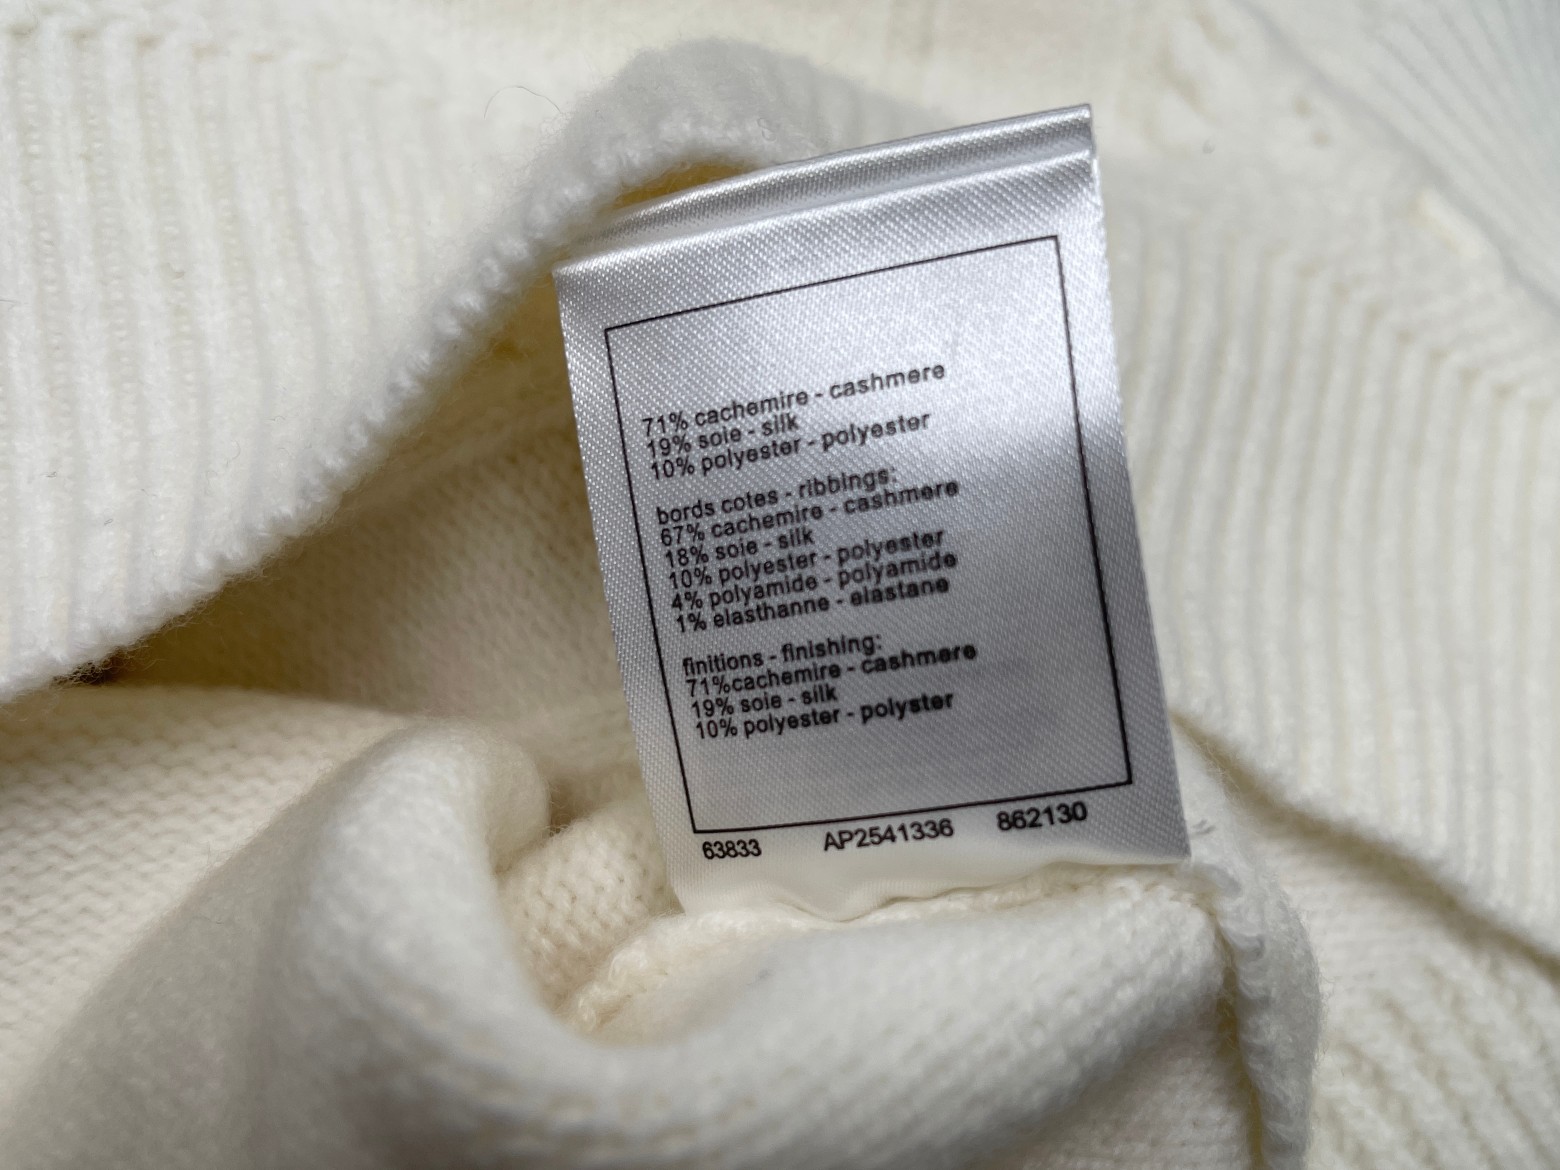 71% cachemire - cashmere
19% soie - silk
10% polyester - polyester
bords cotes - ribbings:
67% cachemire - cashmere
18% soie - silk
10% polyester - polyester
4% polyamide - polyamide
1% elasthanne - elastane
finitions - finishing:
71%cachemire - cashmere
19% soie - silk
10% polyester - polyster
63833 AP2541336 862130